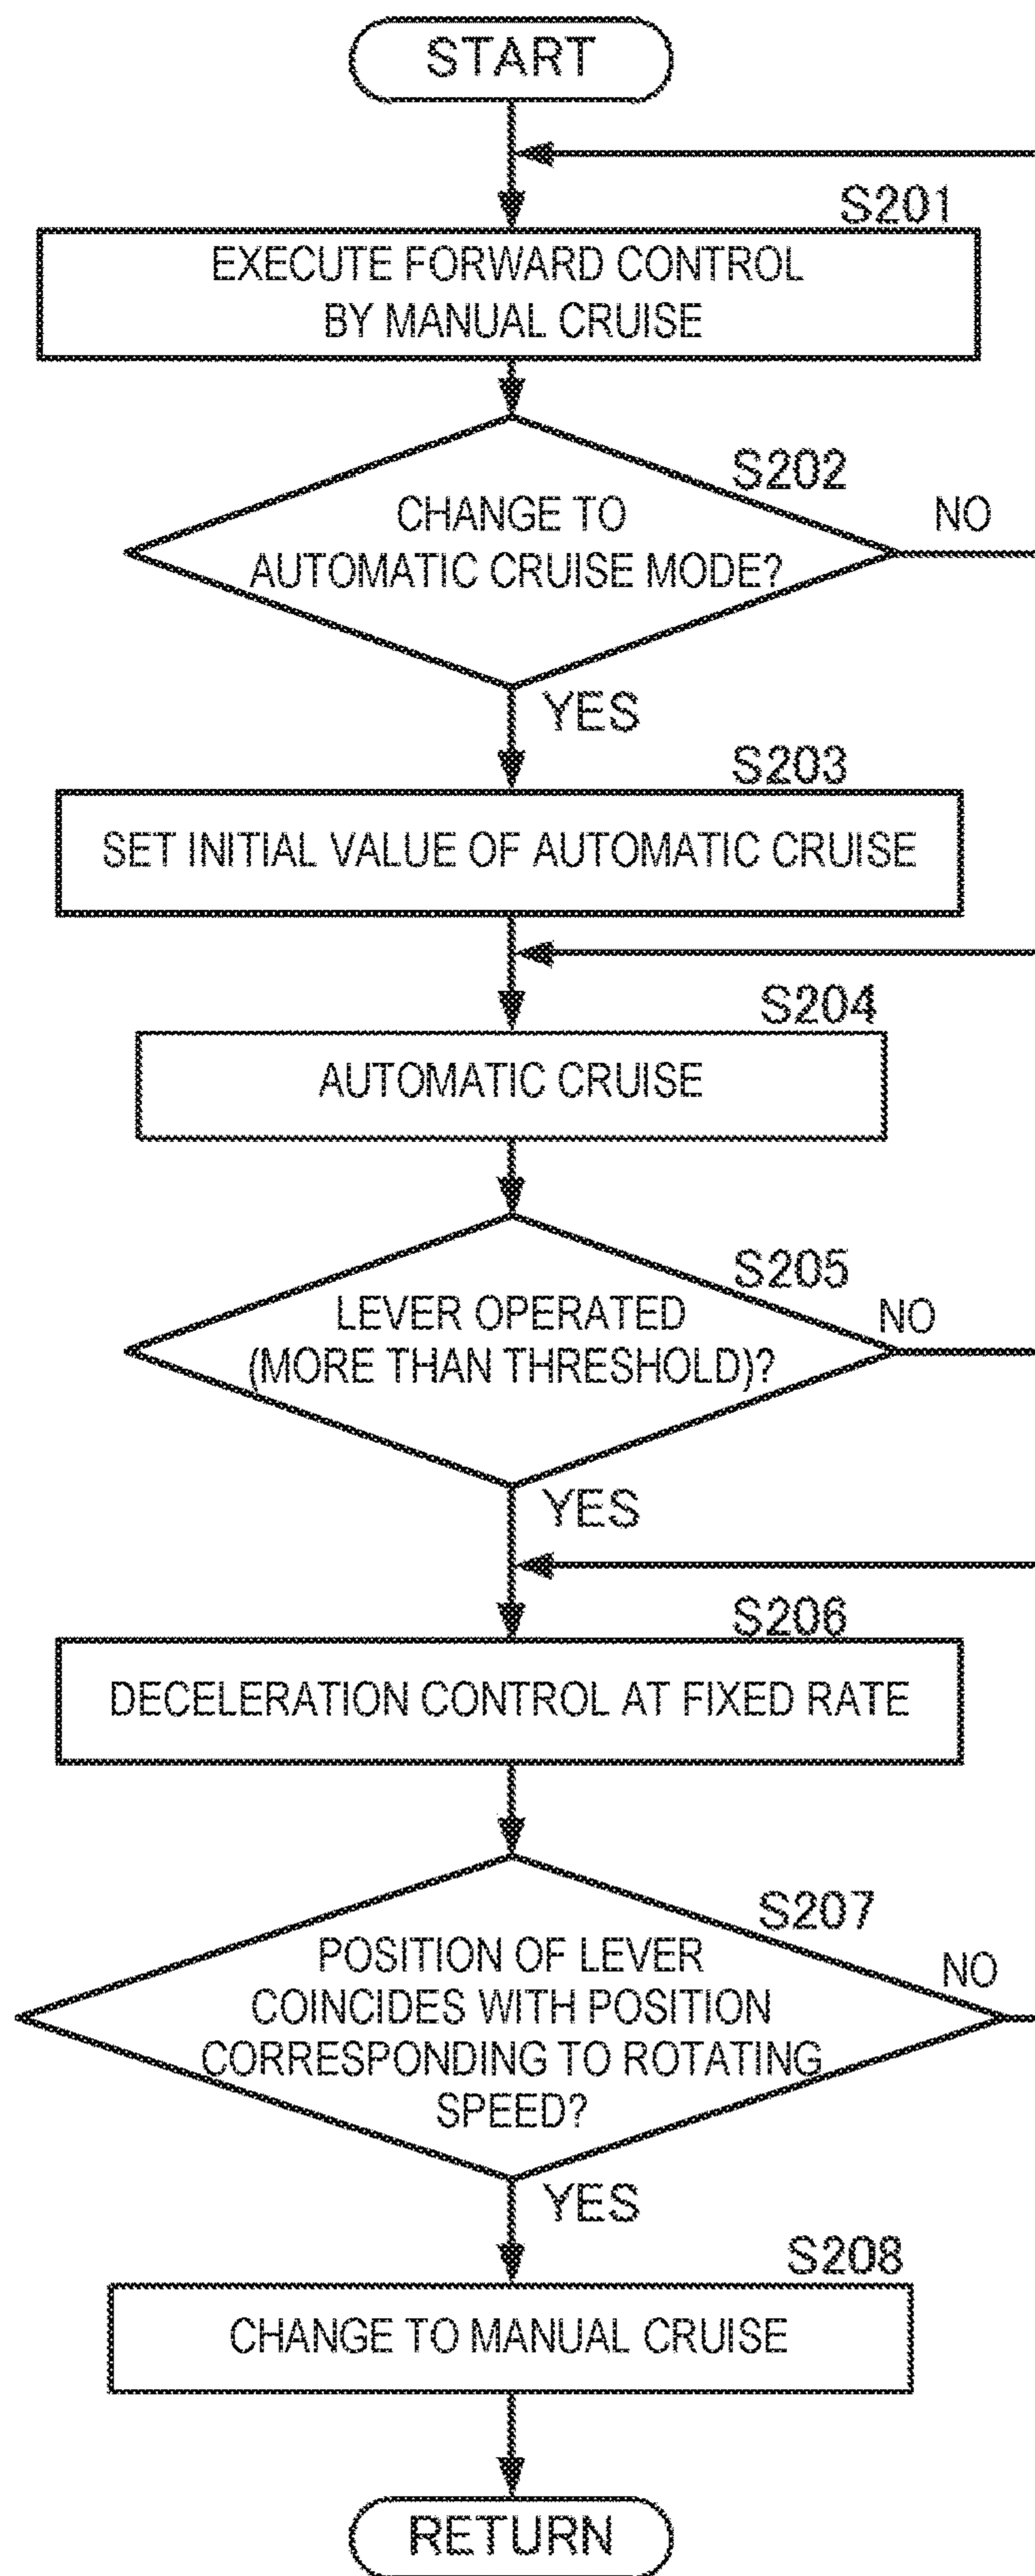 START
S201
EXECUTE FORWARD CONTROL
BY MANUAL CRUISE
S202
CHANGE TO
AUTOMATIC CRUISE MODE?
NO
YES
S203
SET INITIAL VALUE OF AUTOMATIC CRUISE
S204
AUTOMATIC CRUISE
S205
LEVER OPERATED
(MORE THAN THRESHOLD)?
NO
YES
S206
DECELERATION CONTROL AT FIXED RATE
S207
POSITION OF LEVER
COINCIDES WITH POSITION
CORRESPONDING TO ROTATING
SPEED?
NO
YES
S208
CHANGE TO MANUAL CRUISE
RETURN